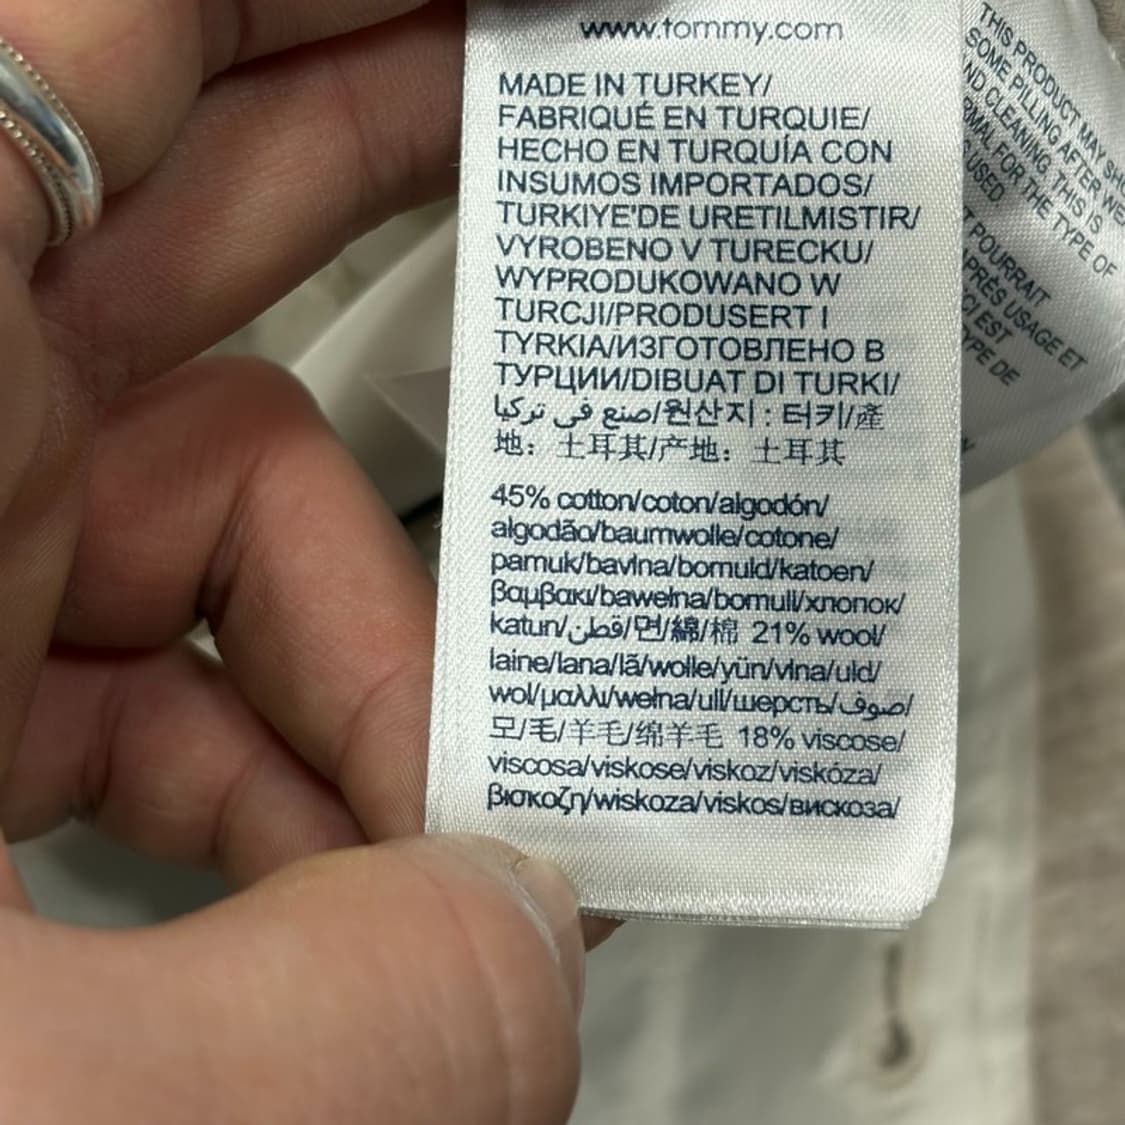 www.tommy.com
MADE IN TURKEY/
FABRIQUÉ EN TURQUIE/
HECHO EN TURQUÍA CON
INSUMOS IMPORTADOS/
TURKIYE'DE URETILMISTIR/
VYROBENO V TURECKU/
WYPRODUKOWANO W
TURCJI/PRODUSERT I
TYRKIA/ИЗГОТОВЛЕНО В
ТУРЦИИ/DIBUAT DI TURKI/
صنع في تركيا/원산지 : 터키/產
地：土耳其/产地：土耳其
45% cotton/coton/algodón/
algodão/baumwolle/cotone/
pamuk/bavlna/bomuld/katoen/
βαμβακι/bawełna/bomull/хлопок/
katun/قطن/면/綿/棉 21% wool/
laine/lana/lã/wolle/yün/vlna/uld/
wol/μαλλι/wełna/ull/шерсть/صوف/
모/毛/羊毛/绵羊毛 18% viscose/
viscosa/viskose/viskoz/viskóza/
βισκοζη/wiskoza/viskos/вискоза/
THIS PRODUCT MAY
SOME PILLING AFTER
CLEANING. THIS IS
FOR THE TYPE OF
USED
POURRAIT
USAGE ET
EST
DE